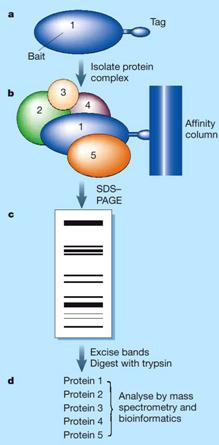 a
1
Tag
Bait
Isolate protein
complex
b
3
2
4
1
5
Affinity
column
SDS–
PAGE
c
Excise bands
Digest with trypsin
d
Protein 1
Protein 2
Protein 3
Protein 4
Protein 5
Analyse by mass
spectrometry and
bioinformatics